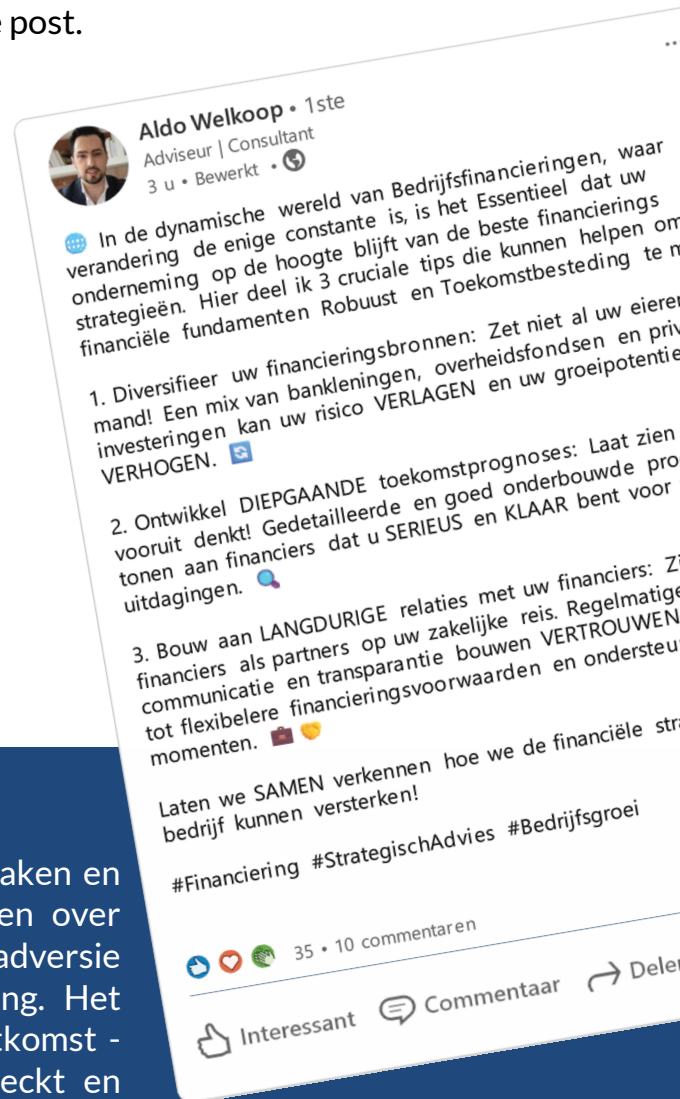 post.
Aldo Welkoop • 1ste
Adviseur | Consultant
3 u • Bewerkt •
In de dynamische wereld van Bedrijfsfinancieringen, waar
verandering de enige constante is, is het Essentieel dat uw
onderneming op de hoogte blijft van de beste financierings
strategieën. Hier deel ik 3 cruciale tips die kunnen helpen om
financiële fundamenten Robuust en Toekomstbesteding te
1. Diversifieer uw financieringsbronnen: Zet niet al uw eieren
mand! Een mix van bankleningen, overheidsfondsen en
investeringen kan uw risico VERLAGEN en uw groeipotentie
VERHOGEN.
2. Ontwikkel DIEPGAANDE toekomstprognoses: Laat zien
vooruit denkt! Gedetailleerde en goed onderbouwde
tonen aan financiers dat u SERIEUS en KLAAR bent voor
uitdagingen.
3. Bouw aan LANGDURIGE relaties met uw financiers:
financiers als partners op uw zakelijke reis. Regelmatige
communicatie en transparantie bouwen VERTROUWEN
tot flexibelere financieringsvoorwaarden en
momenten.
Laten we SAMEN verkennen hoe we de financiële
bedrijf kunnen versterken!
#Financiering #StrategischAdvies #Bedrijfsgroei
35 • 10 commentaren
Interessant Commentaar Delen
aken en
en over
adversie
ng. Het
tkomst -
eckt en